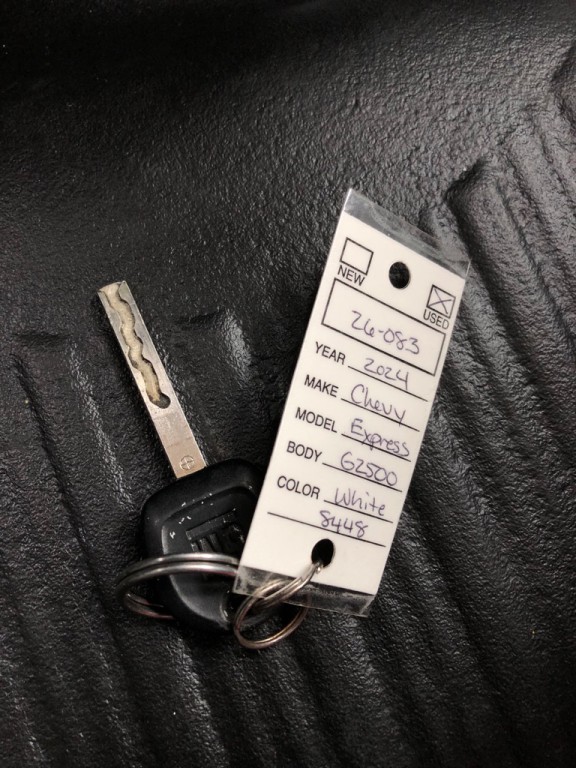 NEW
USED
26-083
YEAR 2024
MAKE Chevy
MODEL Express
BODY G2500
COLOR White
8448